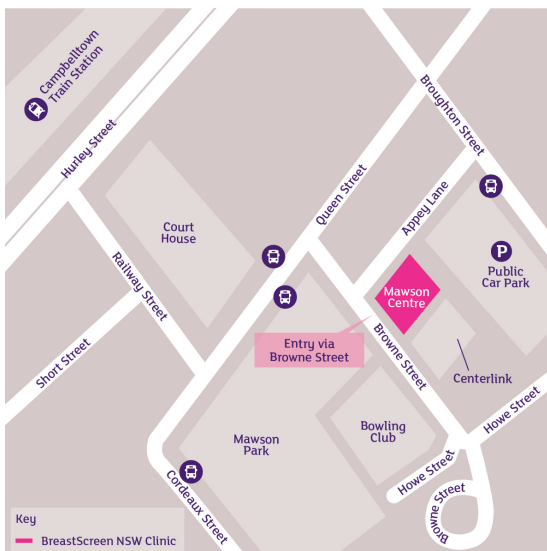 Campbelltown
Train Station
Hurley Street
Broughton Street
Queen Street
Appey Lane
Court
House
P
Public
Car Park
Railway Street
Mawson
Centre
Entry via
Browne Street
Browne Street
Short Street
Centerlink
Howe Street
Bowling
Club
Mawson
Park
Howe Street
Cordeaux Street
Browne Street
Key
BreastScreen NSW Clinic